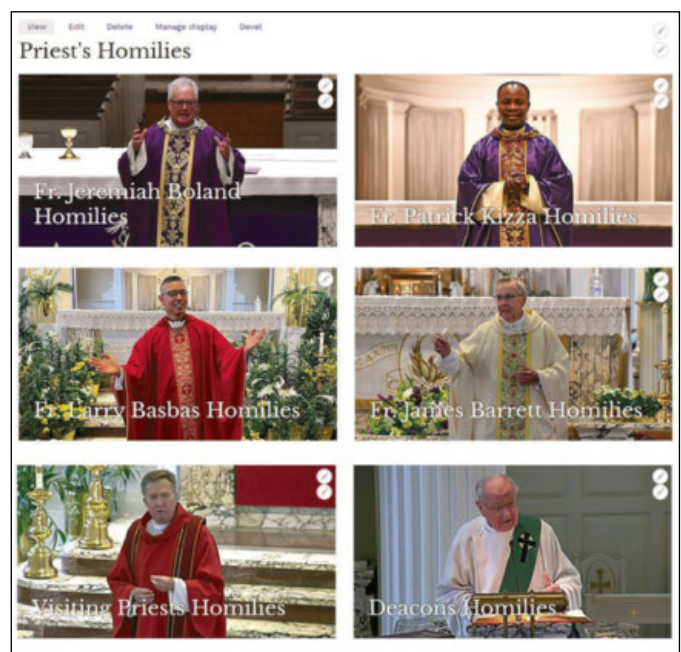 View Edit Delete Manage display Devel
Priest's Homilies
Fr. Jeremiah Boland
Homilies
Fr. Patrick Kizza Homilies
Fr. Larry Basbas Homilies
Fr. James Barrett Homilies
Visiting Priests Homilies
Deacons Homilies